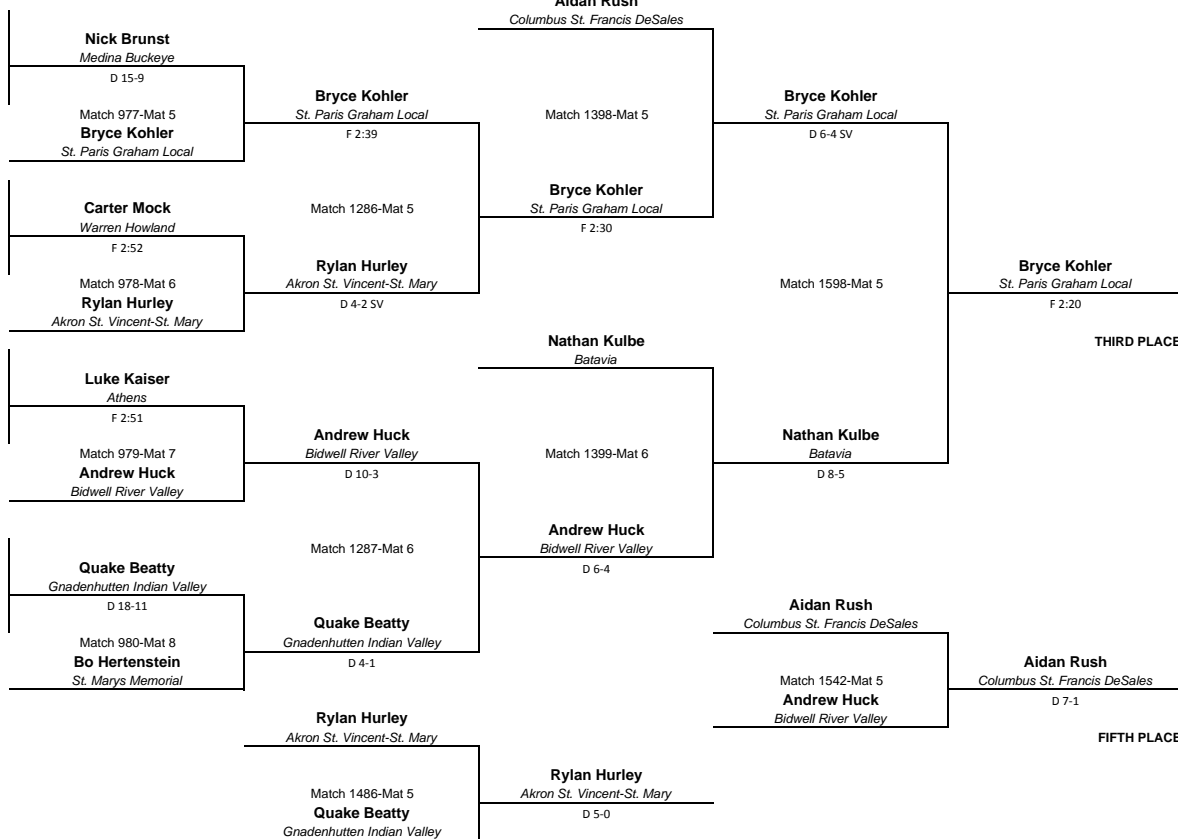 Nick Brunst
Medina Buckeye
D 15-9
Match 977-Mat 5
Bryce Kohler
St. Paris Graham Local
Carter Mock
Warren Howland
F 2:52
Match 978-Mat 6
Rylan Hurley
Akron St. Vincent-St. Mary
Luke Kaiser
Athens
F 2:51
Match 979-Mat 7
Andrew Huck
Bidwell River Valley
Quake Beatty
Gnadenhutten Indian Valley
D 18-11
Match 980-Mat 8
Bo Hertenstein
St. Marys Memorial
Bryce Kohler
St. Paris Graham Local
F 2:39
Match 1286-Mat 5
Rylan Hurley
Akron St. Vincent-St. Mary
D 4-2 SV
Andrew Huck
Bidwell River Valley
D 10-3
Match 1287-Mat 6
Quake Beatty
Gnadenhutten Indian Valley
D 4-1
Rylan Hurley
Akron St. Vincent-St. Mary
Match 1486-Mat 5
Quake Beatty
Gnadenhutten Indian Valley
Aidan Rush
Columbus St. Francis DeSales
Match 1398-Mat 5
Bryce Kohler
St. Paris Graham Local
F 2:30
Nathan Kulbe
Batavia
Match 1399-Mat 6
Andrew Huck
Bidwell River Valley
D 6-4
Rylan Hurley
Akron St. Vincent-St. Mary
D 5-0
Bryce Kohler
St. Paris Graham Local
D 6-4 SV
Match 1598-Mat 5
Nathan Kulbe
Batavia
D 8-5
Aidan Rush
Columbus St. Francis DeSales
Match 1542-Mat 5
Andrew Huck
Bidwell River Valley
Bryce Kohler
St. Paris Graham Local
F 2:20
THIRD PLACE
Aidan Rush
Columbus St. Francis DeSales
D 7-1
FIFTH PLACE